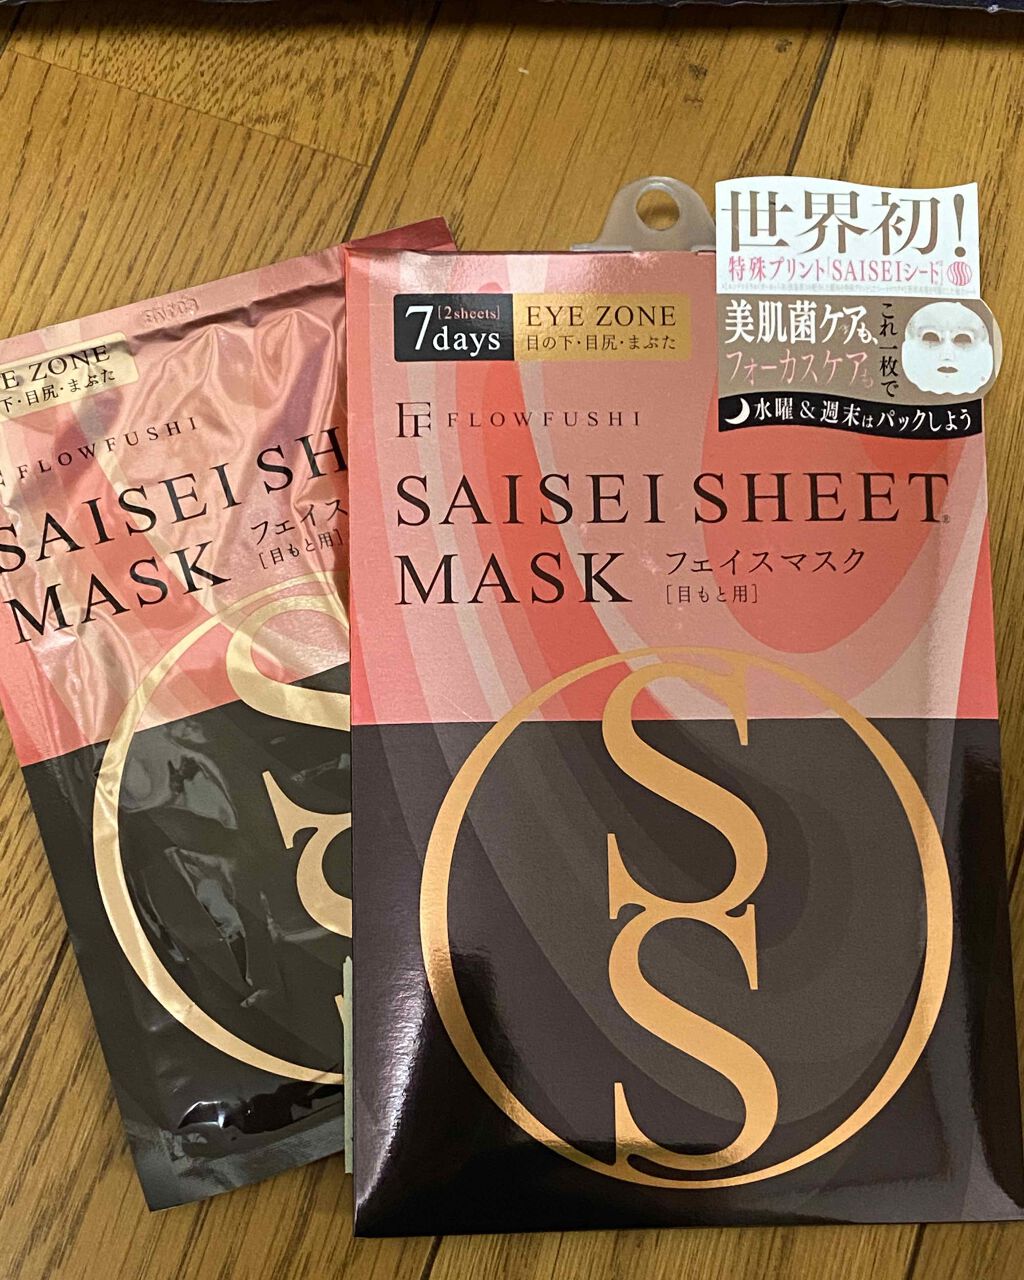 世界初!
特殊プリント「SAISEIシード」
美肌菌ケアも、
フォーカスケアも
これ一枚で
水曜&週末はパックしよう
7days [2sheets]
EYE ZONE
目の下・目尻・まぶた
FLOWFUSHI
SAISEI SHEET®
MASK フェイスマスク
[目もと用]
E ZONE
下・目尻・まぶた
FLOWFUSHI
SAISEI SH
MASK フェイス
[目もと用]
SS